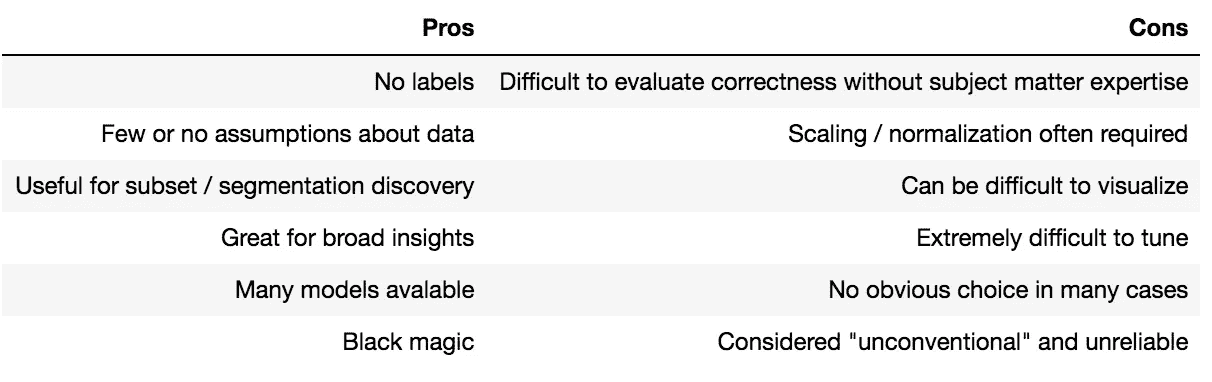 Pros Cons
No labels Difficult to evaluate correctness without subject matter expertise
Few or no assumptions about data Scaling / normalization often required
Useful for subset / segmentation discovery Can be difficult to visualize
Great for broad insights Extremely difficult to tune
Many models avalable No obvious choice in many cases
Black magic Considered "unconventional" and unreliable